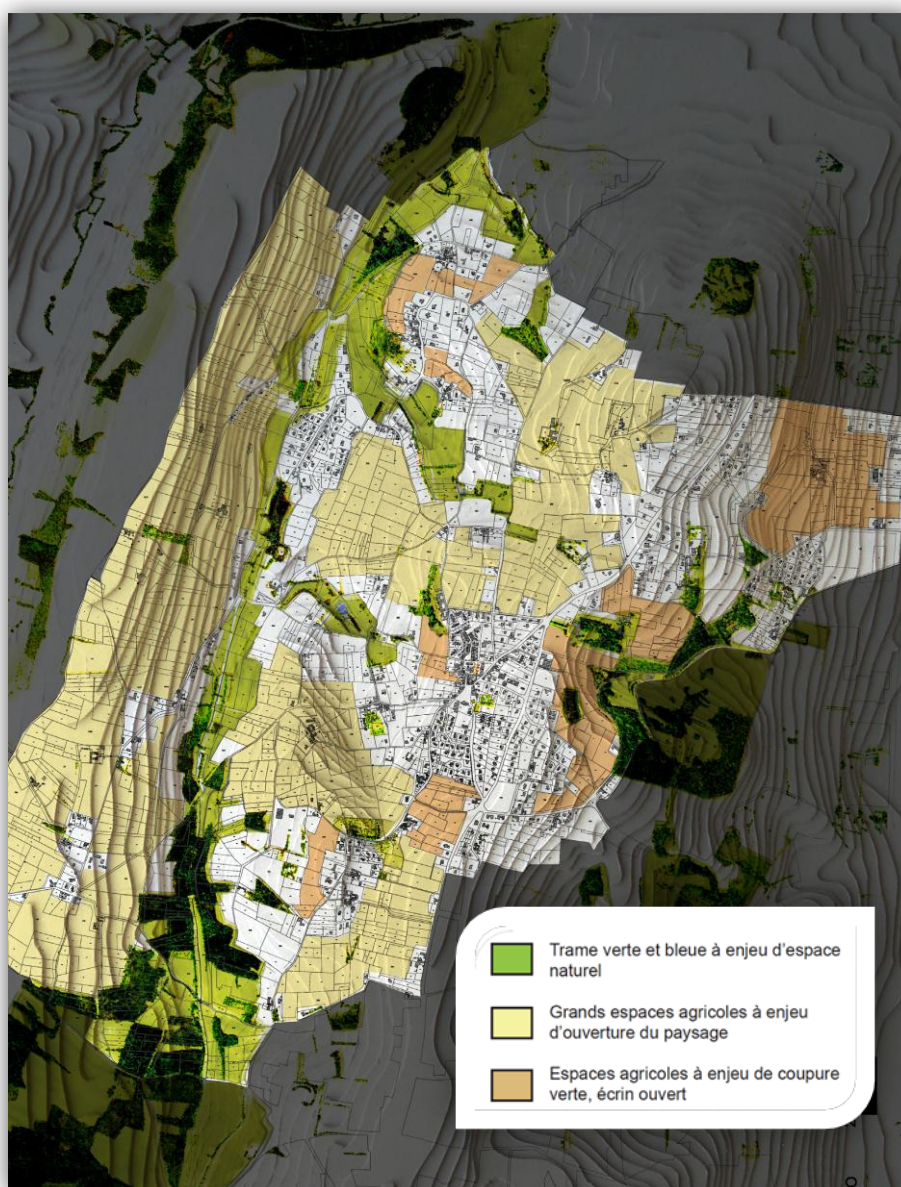 Trame verte et bleue à enjeu d'espace
naturel
Grands espaces agricoles à enjeu
d'ouverture du paysage
Espaces agricoles à enjeu de coupure
verte, écrin ouvert